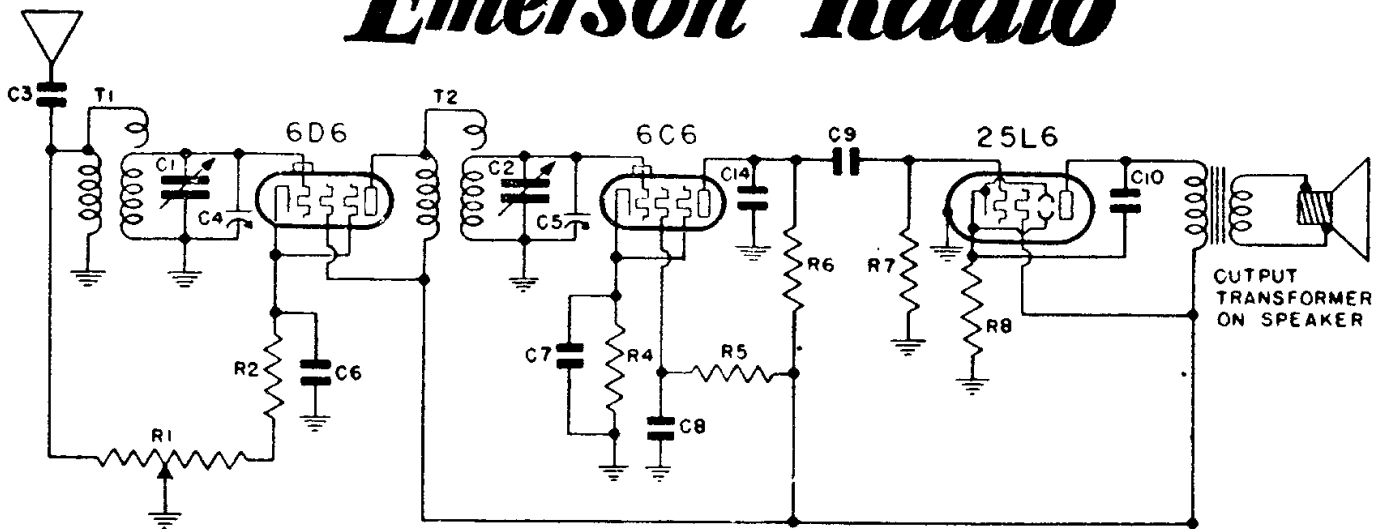 Emerson Radio
C3
T1
C1
C4
6D6
T2
C2
C5
6C6
C14
C9
R6
R7
25L6
C10
R8
OUTPUT
TRANSFORMER
ON SPEAKER
R2
C6
C7
R4
R5
C8
R1